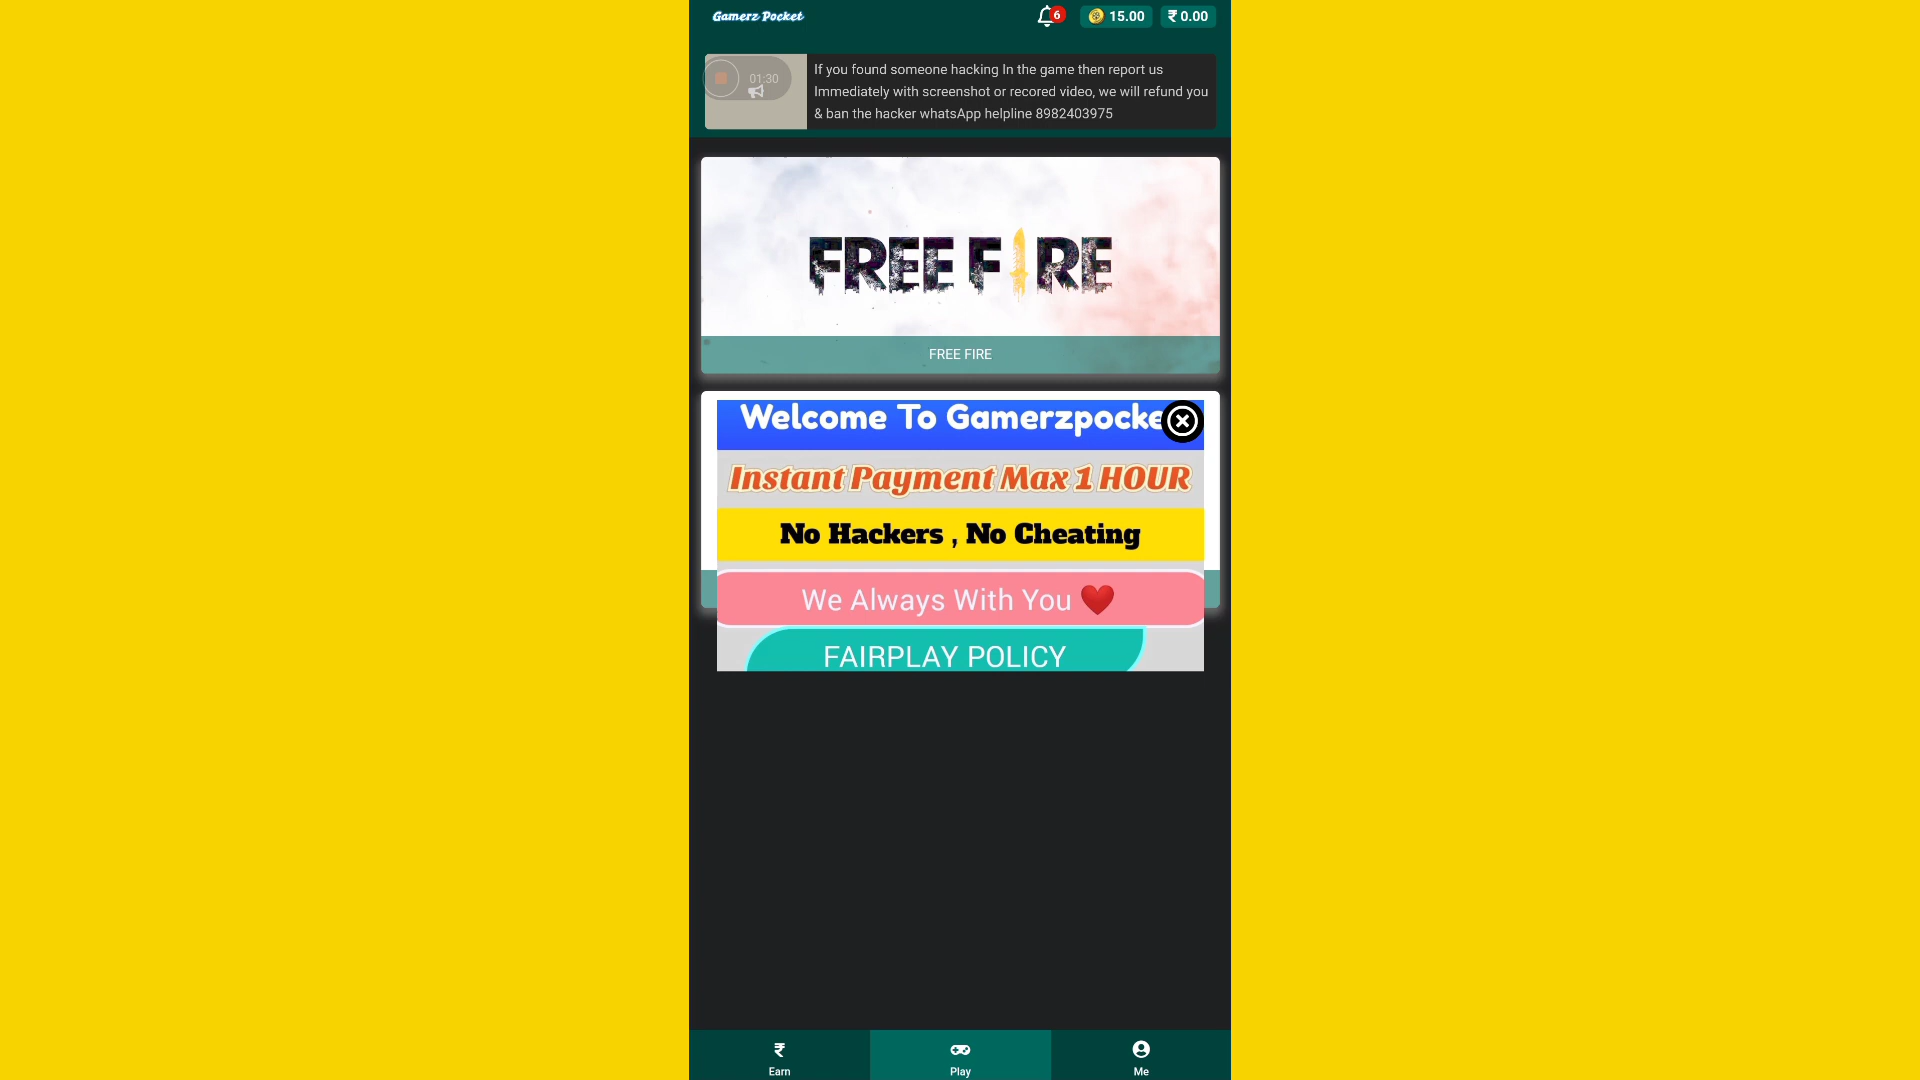 Gamerz Pocket
6
15.00
₹ 0.00
01:30
If you found someone hacking In the game then report us
Immediately with screenshot or recored video, we will refund you
& ban the hacker whatsApp helpline 8982403975
FREE FIRE
FREE FIRE
Welcome To Gamerzpocke
Instant Payment Max 1 HOUR
No Hackers , No Cheating
We Always With You ❤️
FAIRPLAY POLICY
₹
Earn
Play
Me